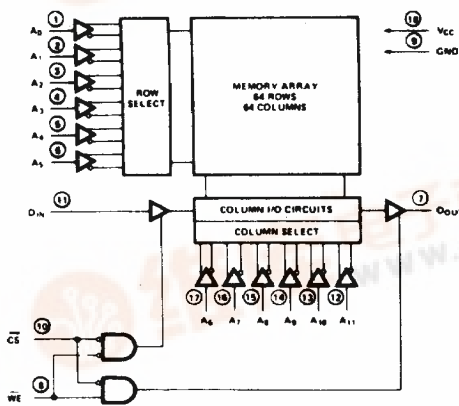 ① A0
② A1
③ A2
④ A3
⑤ A4
⑥ A5
ROW
SELECT
MEMORY ARRAY
64 ROWS
64 COLUMNS
⑱ VCC
⑨ GND
DIN ⑪
COLUMN I/O CIRCUITS
COLUMN SELECT
⑦ DOUT
⑰ ⑯ ⑮ ⑭ ⑬ ⑫
A6 A7 A8 A9 A10 A11
CS ⑩
WE ⑧
www.